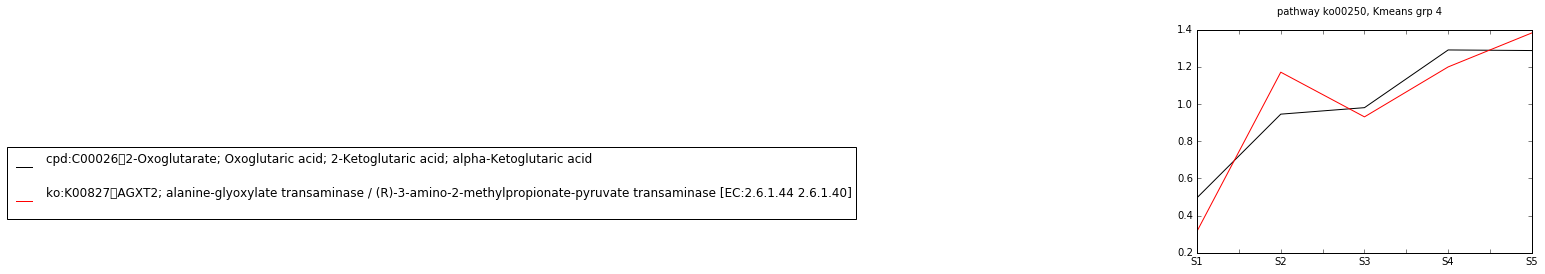 pathway ko00250, Kmeans grp 4
1.4
1.2
1.0
0.8
0.6
0.4
0.2
S1 S2 S3 S4 S5
cpd:C00026▯2-Oxoglutarate; Oxoglutaric acid; 2-Ketoglutaric acid; alpha-Ketoglutaric acid
ko:K00827▯AGXT2; alanine-glyoxylate transaminase / (R)-3-amino-2-methylpropionate-pyruvate transaminase [EC:2.6.1.44 2.6.1.40]